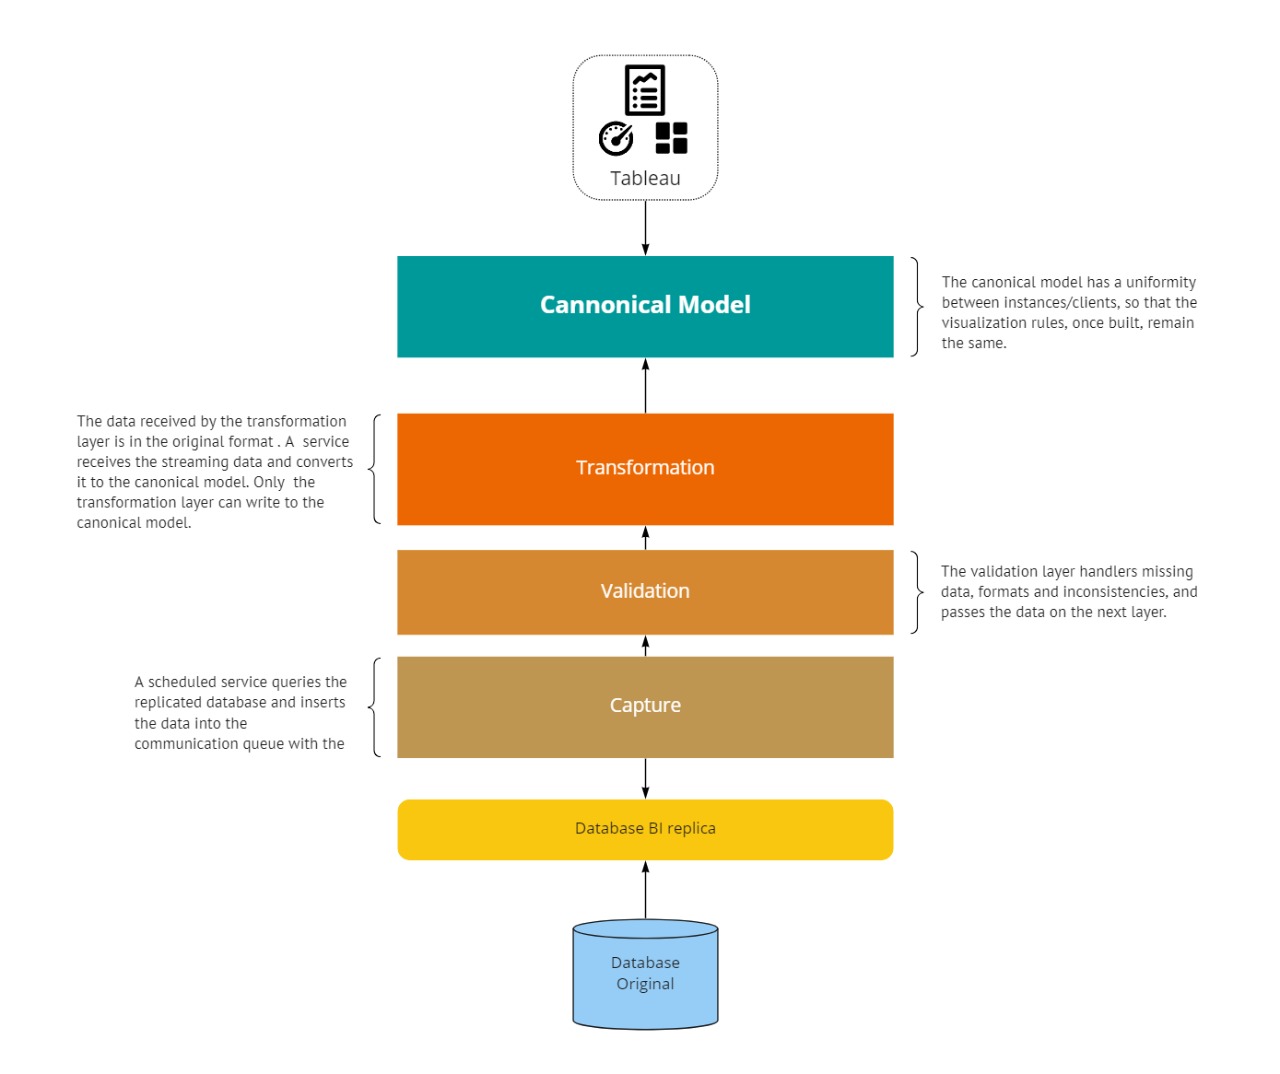 Tableau
Cannonical Model
The canonical model has a uniformity
between instances/clients, so that the
visualization rules, once built, remain
the same.
The data received by the transformation
layer is in the original format . A  service
receives the streaming data and converts
it to the canonical model. Only  the
transformation layer can write to the
canonical model.
Transformation
Validation
The validation layer handlers missing
data, formats and inconsistencies, and
passes the data on the next layer.
A scheduled service queries the
replicated database and inserts
the data into the
communication queue with the
Capture
Database BI replica
Database
Original